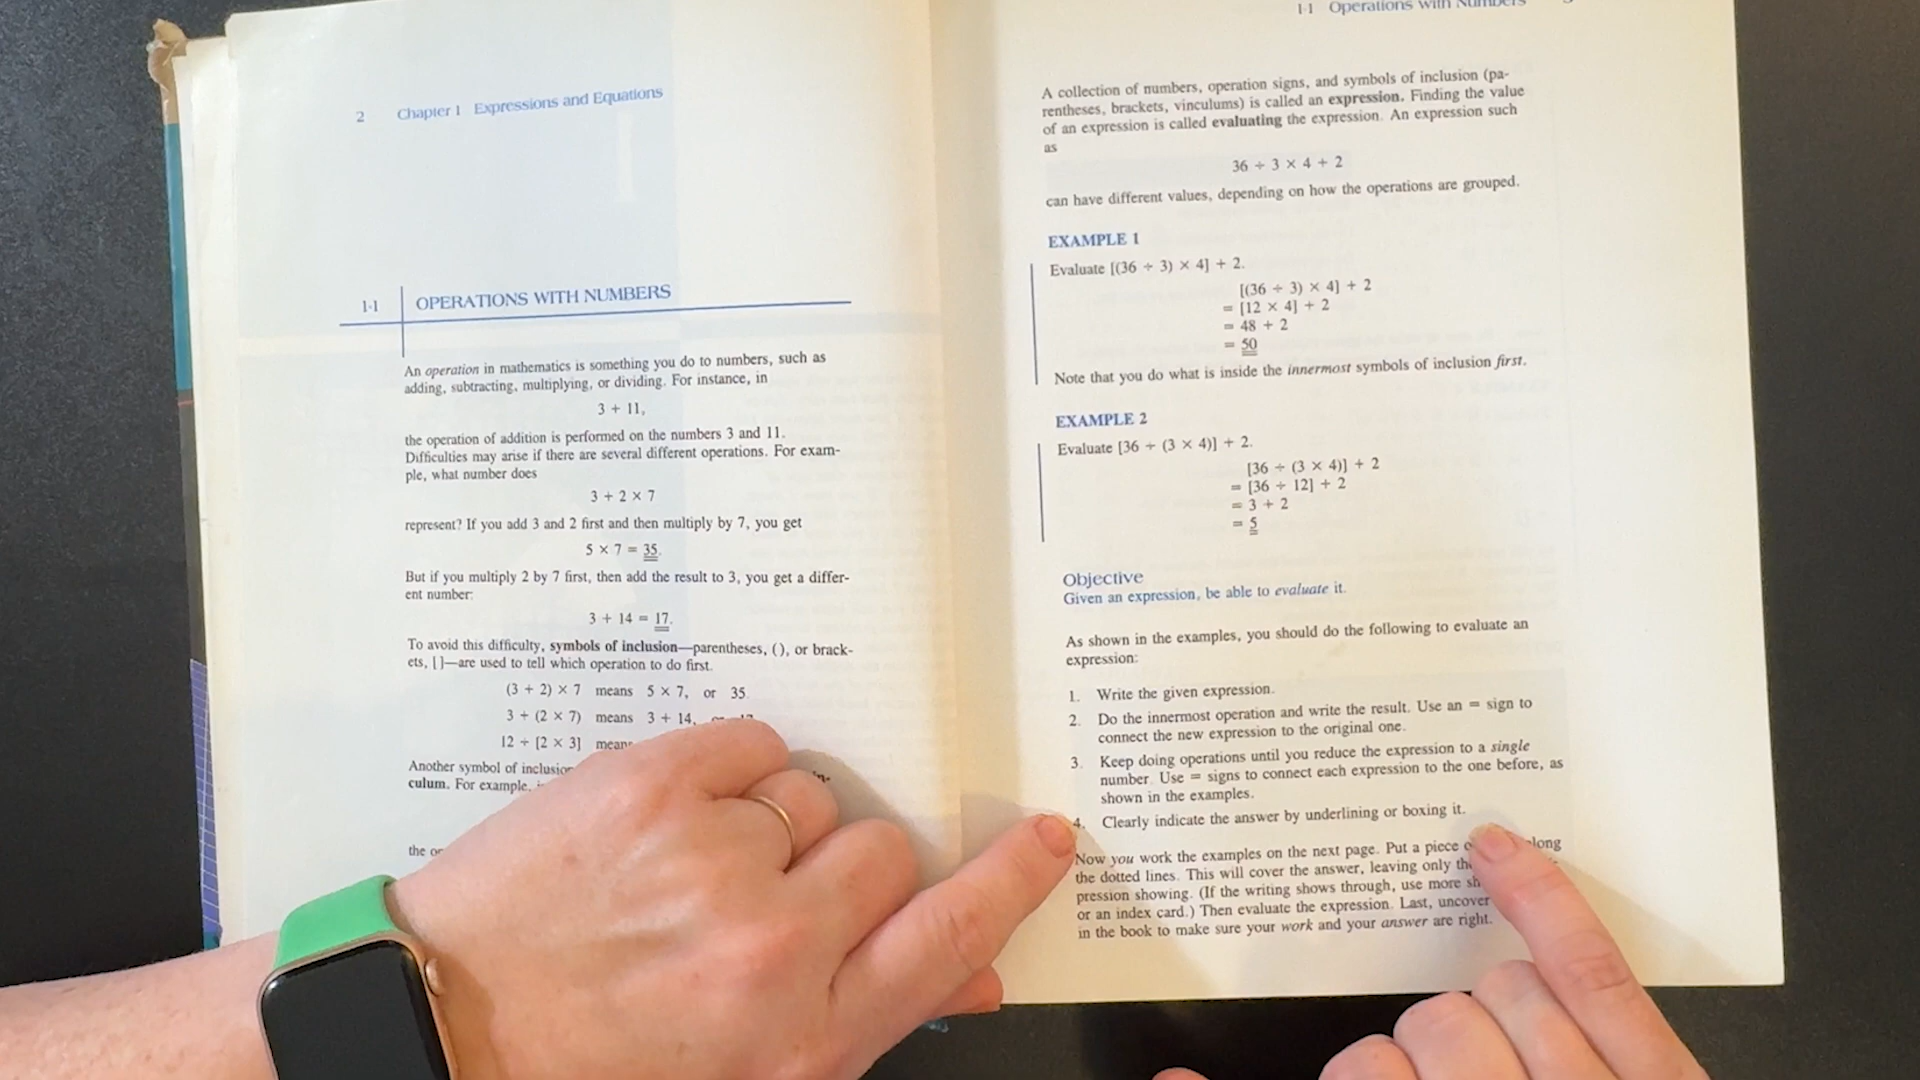 2 Chapter 1 Expressions and Equations
1-1 OPERATIONS WITH NUMBERS
An operation in mathematics is something you do to numbers, such as
adding, subtracting, multiplying, or dividing. For instance, in
3 + 11,
the operation of addition is performed on the numbers 3 and 11.
Difficulties may arise if there are several different operations. For exam-
ple, what number does
3 + 2 × 7
represent? If you add 3 and 2 first and then multiply by 7, you get
5 × 7 = 35.
But if you multiply 2 by 7 first, then add the result to 3, you get a differ-
ent number:
3 + 14 = 17.
To avoid this difficulty, symbols of inclusion—parentheses, ( ), or brack-
ets, [ ]—are used to tell which operation to do first.
(3 + 2) × 7 means 5 × 7, or 35.
3 + (2 × 7) means 3 + 14,
12 ÷ [2 × 3]
Another symbol of
culum. For example,
the
1-1 Operations with Numbers
A collection of numbers, operation signs, and symbols of inclusion (pa-
rentheses, brackets, vinculums) is called an expression. Finding the value
of an expression is called evaluating the expression. An expression such
as
36 ÷ 3 × 4 + 2
can have different values, depending on how the operations are grouped.
EXAMPLE 1
Evaluate [(36 ÷ 3) × 4] + 2.
[(36 ÷ 3) × 4] + 2
= [12 × 4] + 2
= 48 + 2
= 50
Note that you do what is inside the innermost symbols of inclusion first.
EXAMPLE 2
Evaluate [36 ÷ (3 × 4)] + 2.
[36 ÷ (3 × 4)] + 2
= [36 ÷ 12] + 2
= 3 + 2
= 5
Objective
Given an expression, be able to evaluate it.
As shown in the examples, you should do the following to evaluate an
expression:
1. Write the given expression.
2. Do the innermost operation and write the result. Use an = sign to
connect the new expression to the original one.
3. Keep doing operations until you reduce the expression to a single
number. Use = signs to connect each expression to the one before, as
shown in the examples.
4. Clearly indicate the answer by underlining or boxing it.
Now you work the examples on the next page. Put a piece
the dotted lines. This will cover the answer, leaving only
pression showing. (If the writing shows through, use more
or an index card.) Then evaluate the expression. Last, uncover
in the book to make sure your work and your answer are right.